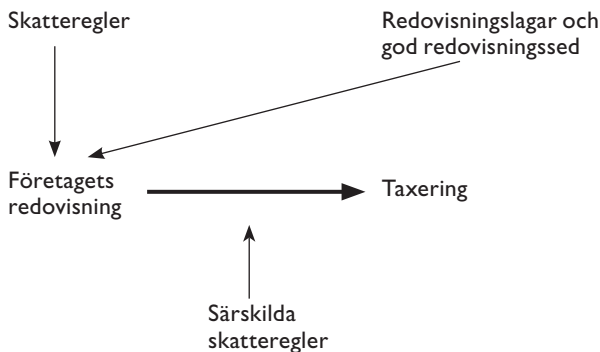 Skatteregler
Redovisningslagar och
god redovisningssed
Företagets
redovisning
Taxering
Särskilda
skatteregler